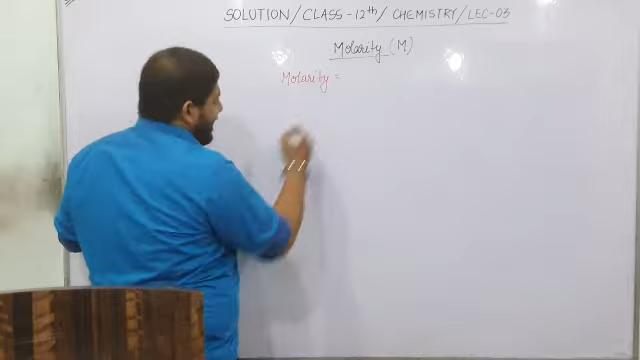 SOLUTION/CLASS-12th/CHEMISTRY/LEC-03
Molarity (M)
Molarity =